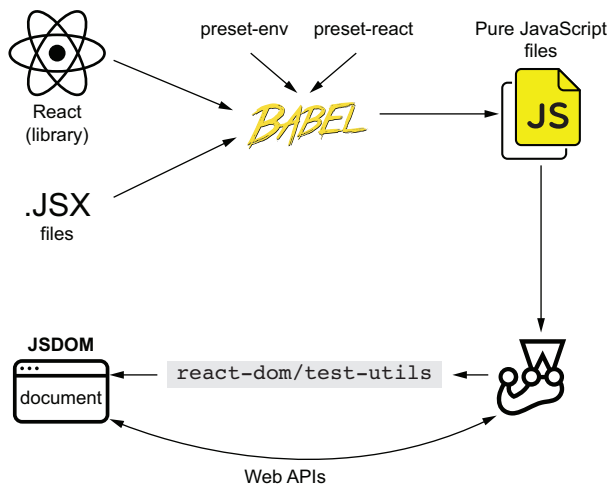 preset-env preset-react
Pure JavaScript
files
React
(library)
BABEL
JS
.JSX
files
JSDOM
document
react-dom/test-utils
Web APIs